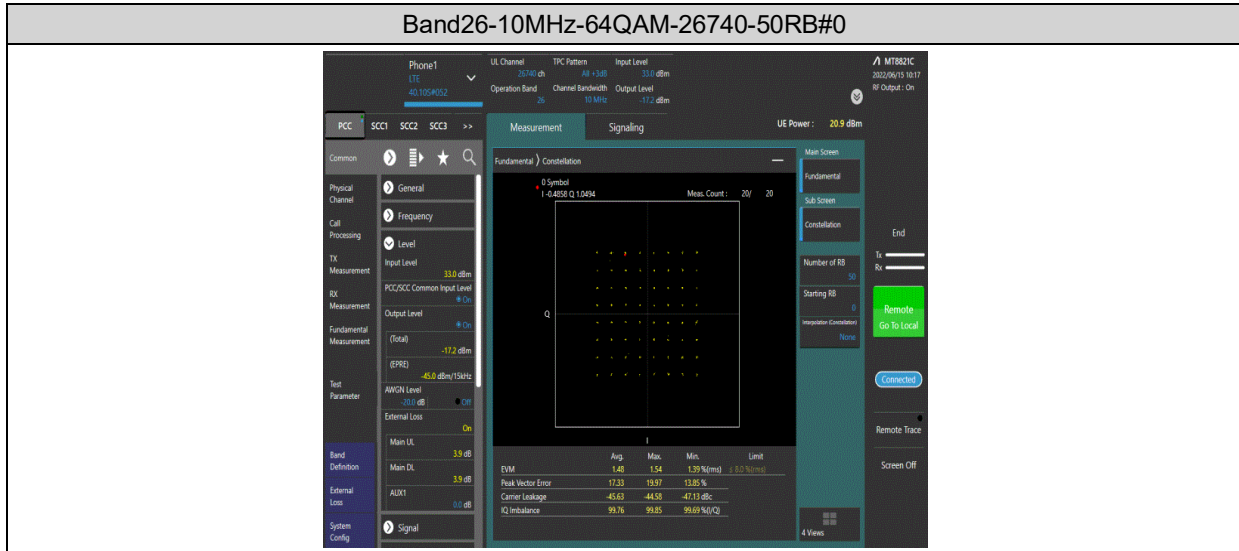 Band26-10MHz-64QAM-26740-50RB#0
Phone1
LTE
40.10S#052
UL Channel TPC Pattern Input Level
26740 ch All +3dB 33.0 dBm
Operation Band Channel Bandwidth Output Level
26 10 MHz -17.2 dBm
MT8821C
2022/06/15 10:17
RF Output : On
PCC SCC1 SCC2 SCC3 >>
Measurement Signaling
UE Power : 20.9 dBm
Common
Physical
Channel
Call
Processing
TX
Measurement
RX
Measurement
Fundamental
Measurement
Test
Parameter
Band
Definition
External
Loss
System
Config
General
Frequency
Level
Input Level
33.0 dBm
PCC/SCC Common Input Level
On
Output Level
On
(Total)
-17.2 dBm
(EPRE)
-45.0 dBm/15kHz
AWGN Level
-20.0 dB Off
External Loss
On
Main UL
3.9 dB
Main DL
3.9 dB
AUX1
0.0 dB
Signal
Fundamental Constellation
0 Symbol
I -0.4858 Q 1.0494 Meas. Count : 20/ 20
Q
I
Avg. Max. Min. Limit
EVM 1.48 1.54 1.39 %(rms) ≤ 8.0 %(rms)
Peak Vector Error 17.33 19.97 13.85 %
Carrier Leakage -45.63 -44.58 -47.13 dBc
IQ Imbalance 99.76 99.85 99.69 %(I/Q)
Main Screen
Fundamental
Sub Screen
Constellation
Number of RB
50
Starting RB
0
Interpolation (Constellation)
None
4 Views
End
Tx
Rx
Remote
Go To Local
Connected
Remote Trace
Screen Off